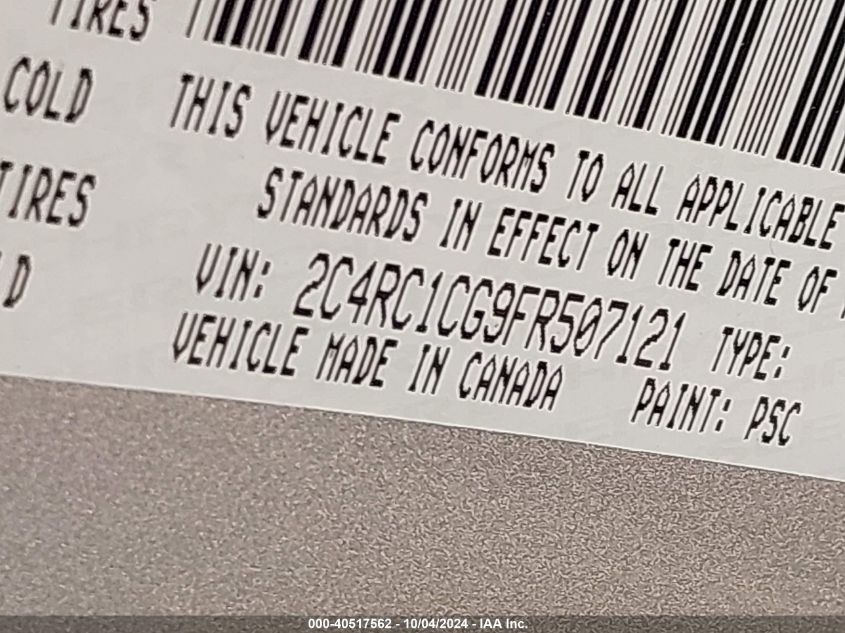 TIRES
COLD
THIS VEHICLE CONFORMS TO ALL APPLICABLE
TIRES
STANDARDS IN EFFECT ON THE DATE OF
D
VIN: 2C4RC1CG9FR507121 TYPE:
VEHICLE MADE IN CANADA PAINT: PSC
000-40517562 - 10/04/2024 - IAA Inc.